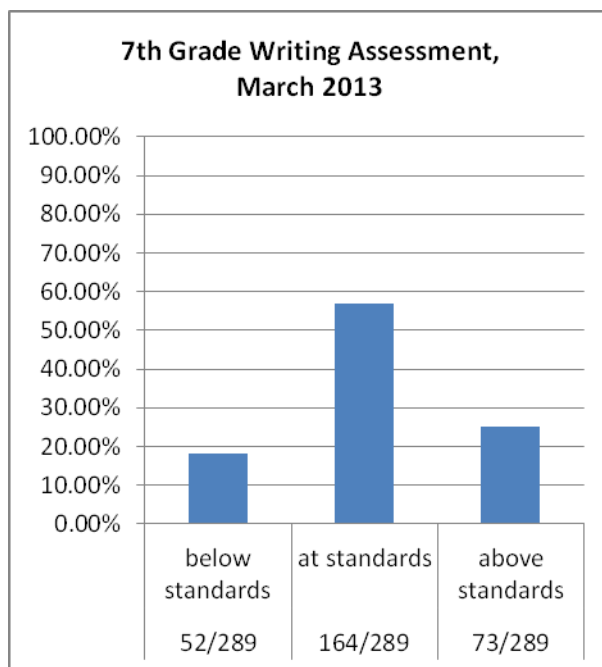 7th Grade Writing Assessment,
March 2013
100.00%
90.00%
80.00%
70.00%
60.00%
50.00%
40.00%
30.00%
20.00%
10.00%
0.00%
below standards
at standards
above standards
52/289
164/289
73/289